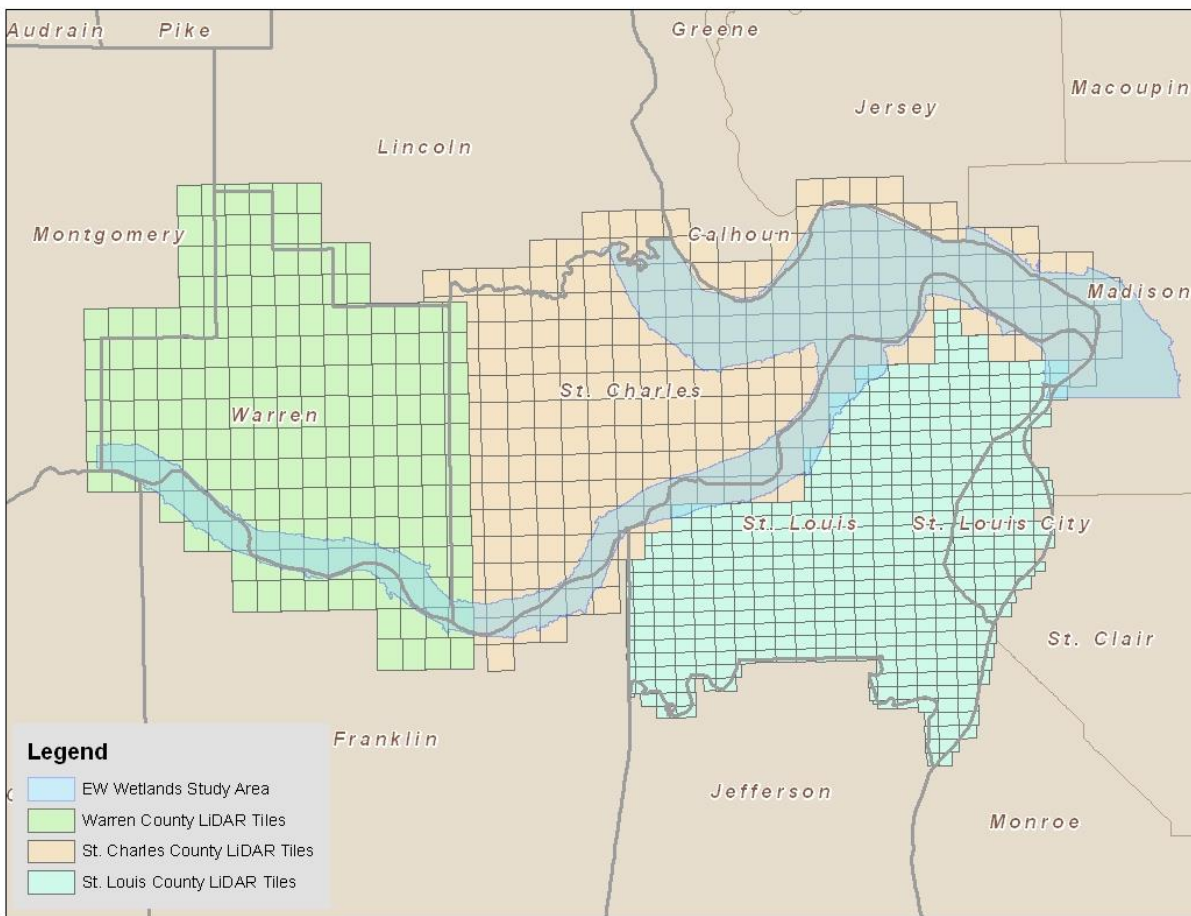 Audrain
Pike
Greene
Macoupin
Jersey
Lincoln
Montgomery
Calhoun
Madison
St. Charles
Warren
St. Louis
St. Louis City
St. Clair
Franklin
Jefferson
Monroe
Legend
EW Wetlands Study Area
Warren County LiDAR Tiles
St. Charles County LiDAR Tiles
St. Louis County LiDAR Tiles